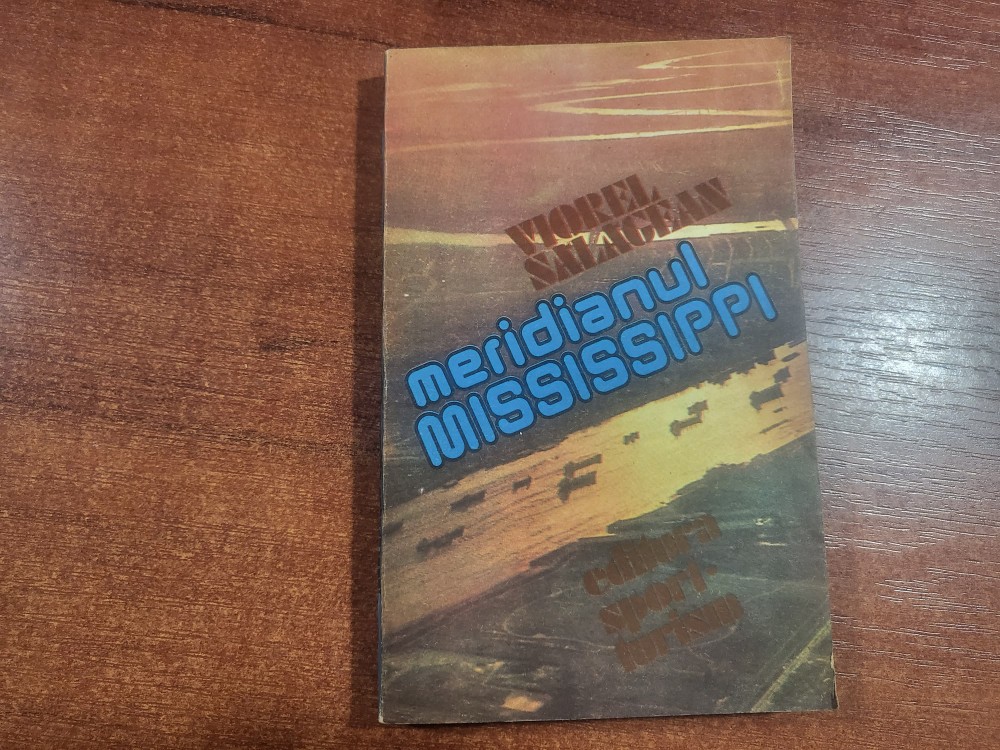 VIOREL
SALAGEAN
meridianul
MISSISSIPPI
editura
sport-
turism